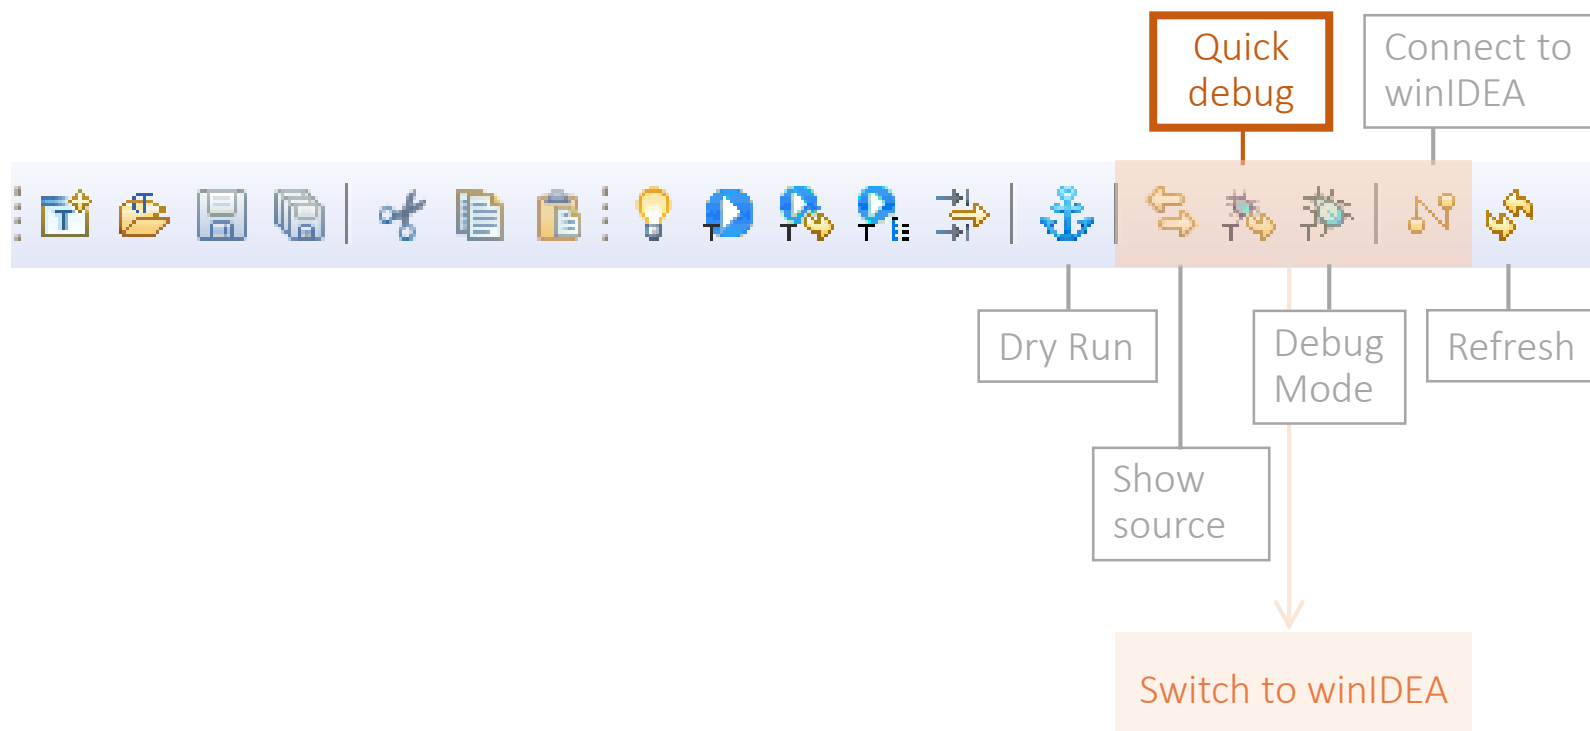 Quick
debug
Connect to
winIDEA
T
T
T
T
T
T
Dry Run
Debug
Mode
Refresh
Show
source
Switch to winIDEA